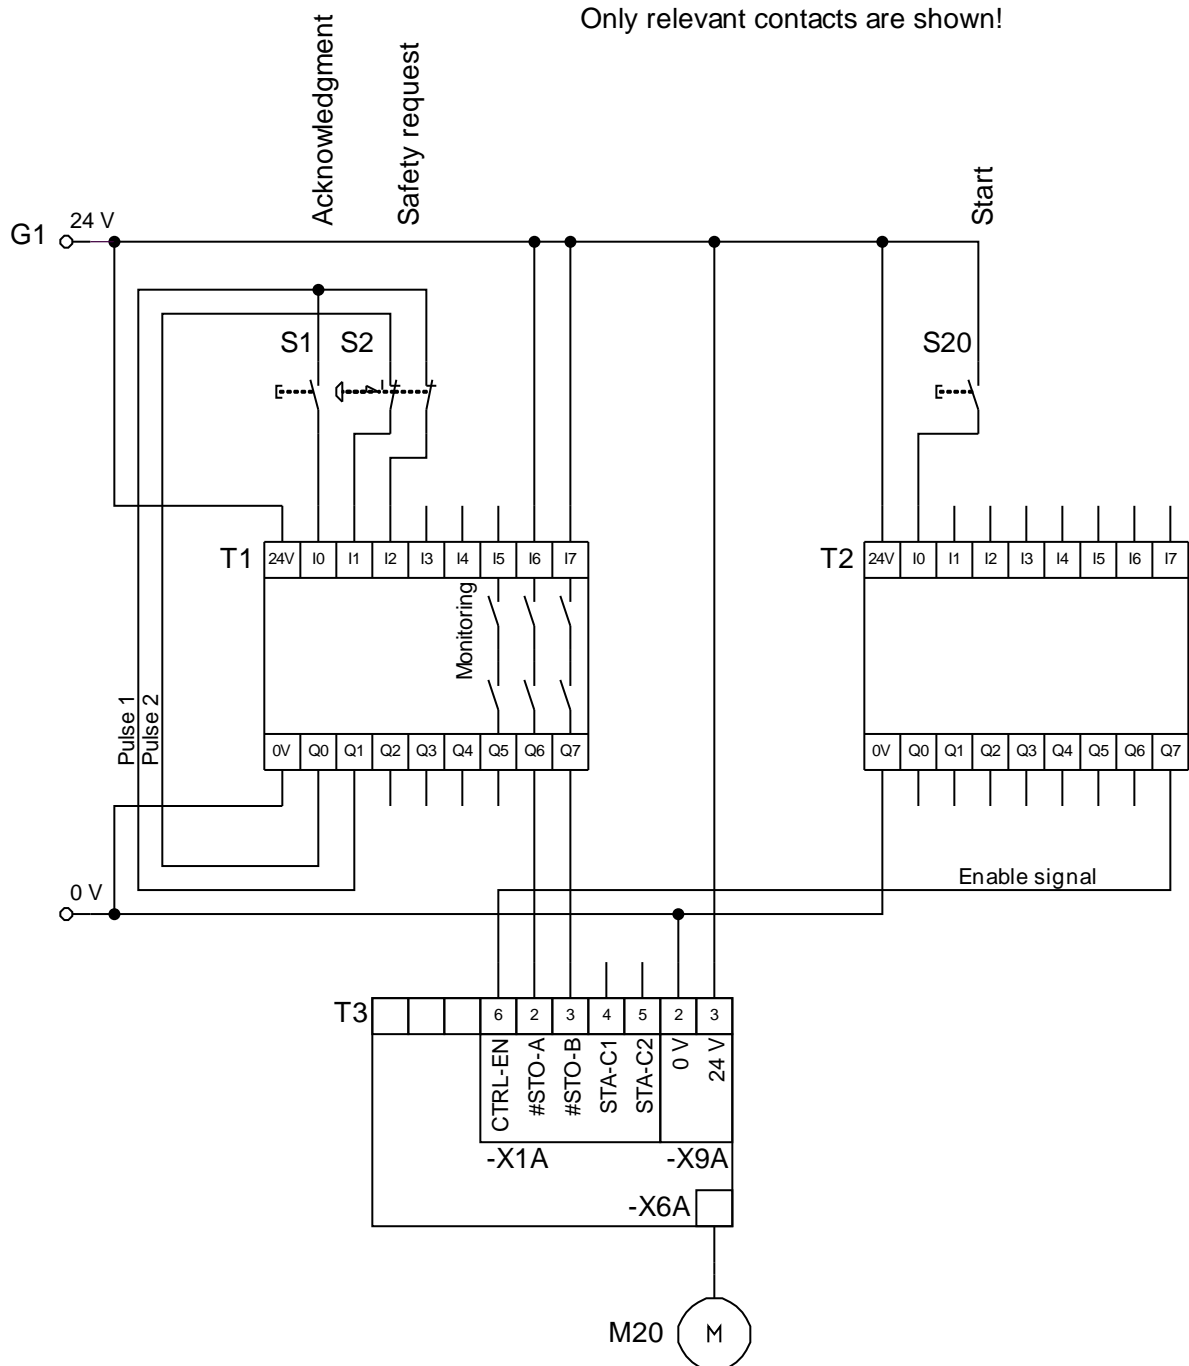 Only relevant contacts are shown!
Acknowledgment
Safety request
Start
G1
24 V
S1
S2
S20
T1
24V I0 I1 I2 I3 I4 I5 I6 I7
T2
24V I0 I1 I2 I3 I4 I5 I6 I7
Monitoring
Pulse 1
Pulse 2
0V Q0 Q1 Q2 Q3 Q4 Q5 Q6 Q7
0V Q0 Q1 Q2 Q3 Q4 Q5 Q6 Q7
Enable signal
0 V
T3
6 2 3 4 5 2 3
CTRL-EN
#STO-A
#STO-B
STA-C1
STA-C2
0 V
24 V
-X1A
-X9A
-X6A
M20
M